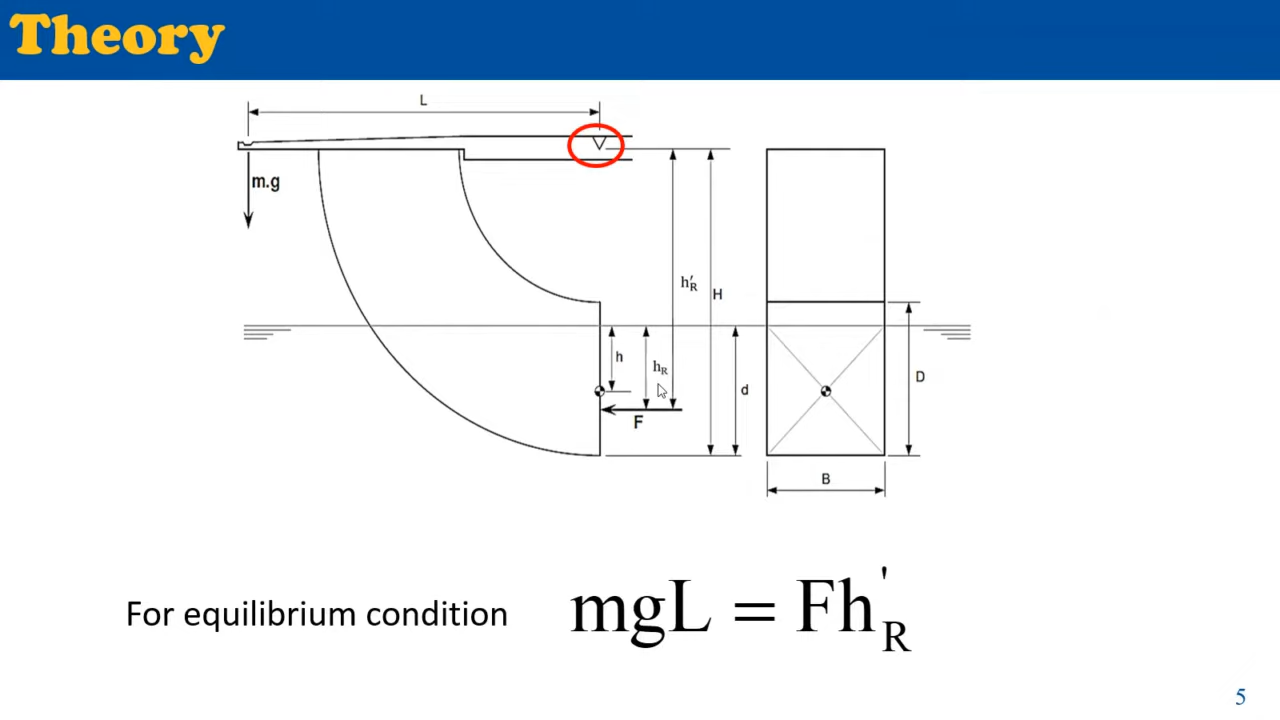 Theory
L
m.g
h'R
H
h
hR
d
D
F
B
For equilibrium condition mgL = Fh'R
5